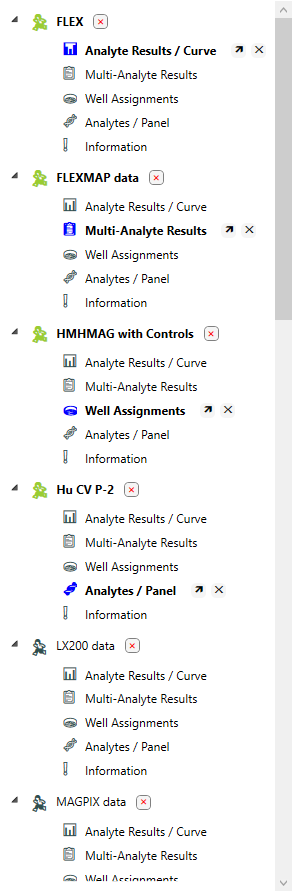 FLEX
Analyte Results / Curve
Multi-Analyte Results
Well Assignments
Analytes / Panel
Information
FLEXMAP data
Analyte Results / Curve
Multi-Analyte Results
Well Assignments
Analytes / Panel
Information
HMHMAG with Controls
Analyte Results / Curve
Multi-Analyte Results
Well Assignments
Analytes / Panel
Information
Hu CV P-2
Analyte Results / Curve
Multi-Analyte Results
Well Assignments
Analytes / Panel
Information
LX200 data
Analyte Results / Curve
Multi-Analyte Results
Well Assignments
Analytes / Panel
Information
MAGPIX data
Analyte Results / Curve
Multi-Analyte Results
Well Assignments